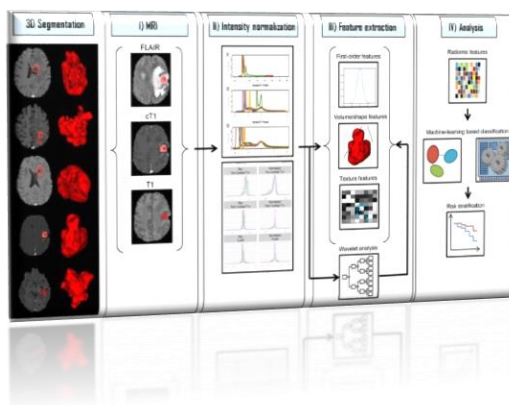 3D Segmentation
i) MRI
FLAIR
cT1
T1
ii) Intensity normalization
iii) Feature extraction
First-order features
Volume/shape features
Texture features
Wavelet analysis
iv) Analysis
Radiomic features
Machine-learning based classification
Risk stratification